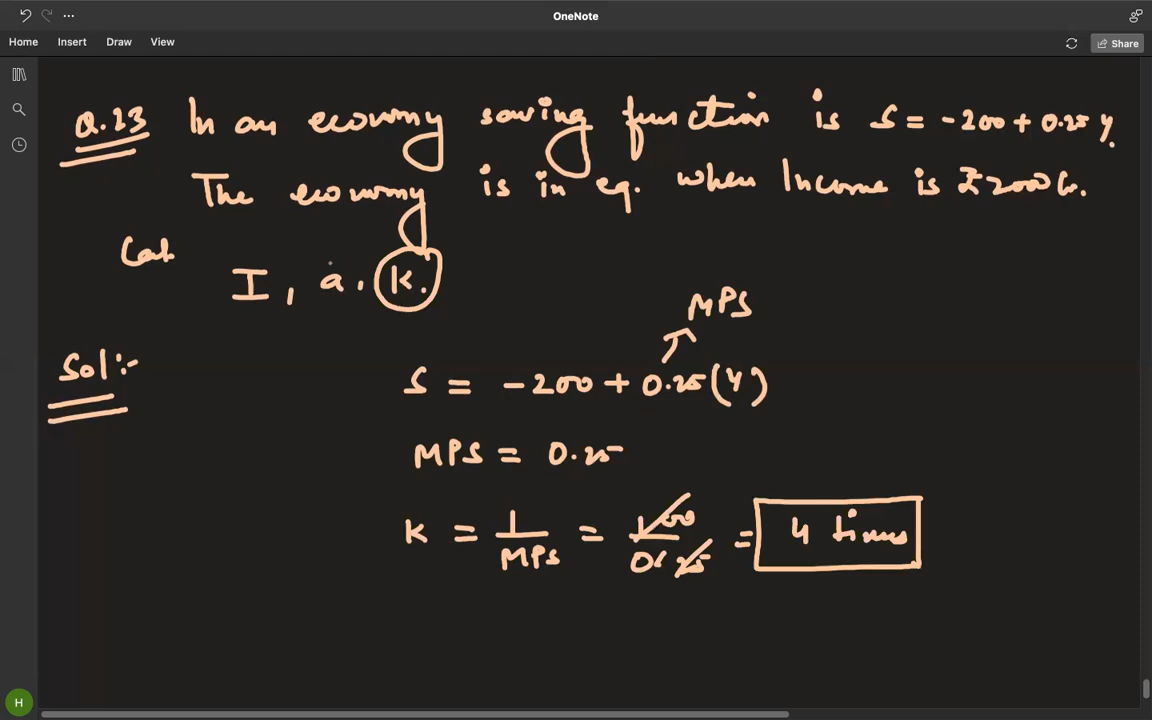 OneNote
Home Insert Draw View
Share
Q.23 In an economy saving function is S = -200 + 0.25 Y.
The economy is in eq. when Income is ₹ 2000 Cr.
Cal
I, a, K.
MPS
Sol :-
S = -200 + 0.25 (Y)
MPS = 0.25
K = 1/MPS = 100/0.25 = 4 times
H